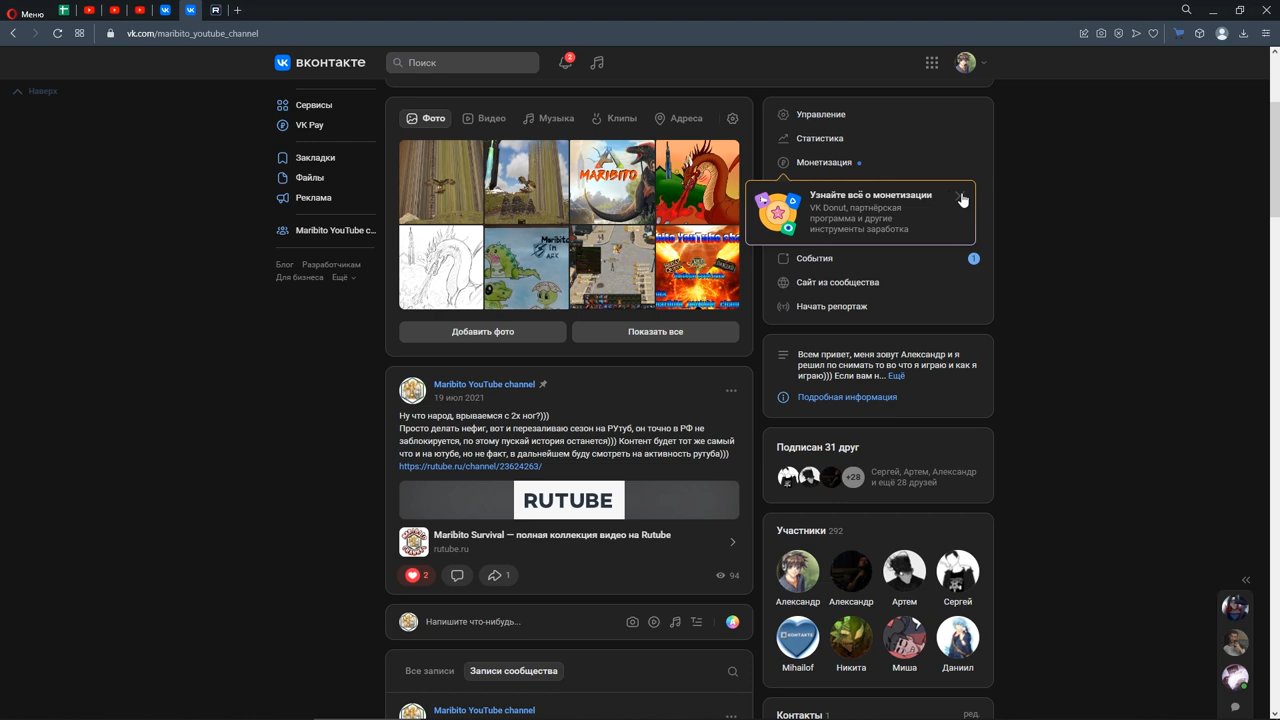 Меню
vk.com/maribito_youtube_channel
вконтакте
Поиск
2
Наверх
Сервисы
VK Pay
Закладки
Файлы
Реклама
Maribito YouTube c...
Блог Разработчикам
Для бизнеса Ещё
Фото Видео Музыка Клипы Адреса
MARIBITO
Maribito
in
ARK
Добавить фото Показать все
Управление
Статистика
Монетизация
Узнайте всё о монетизации
VK Donut, партнёрская
программа и другие
инструменты заработка
События 1
Сайт из сообщества
Начать репортаж
Всем привет, меня зовут Александр и я
решил по снимать то во что я играю и как я
играю))) Если вам н... Ещё
Подробная информация
Maribito YouTube channel
19 июл 2021
Ну что народ, врываемся с 2х ног?)))
Просто делать нефиг, вот и перезаливаю сезон на РУтуб, он точно в РФ не
заблокируется, по этому пускай история останется))) Контент будет тот же самый
что и на ютубе, но не факт, в дальнейшем буду смотреть на активность рутуба)))
https://rutube.ru/channel/23624263/
RUTUBE
Maribito Survival — полная коллекция видео на Rutube
rutube.ru
2 1 94
Напишите что-нибудь...
Все записи Записи сообщества
Maribito YouTube channel
Подписан 31 друг
+28
Сергей, Артем, Александр
и ещё 28 друзей
Участники 292
Александр Александр Артем Сергей
Mihailof Никита Миша Даниил
Контакты 1 ред.